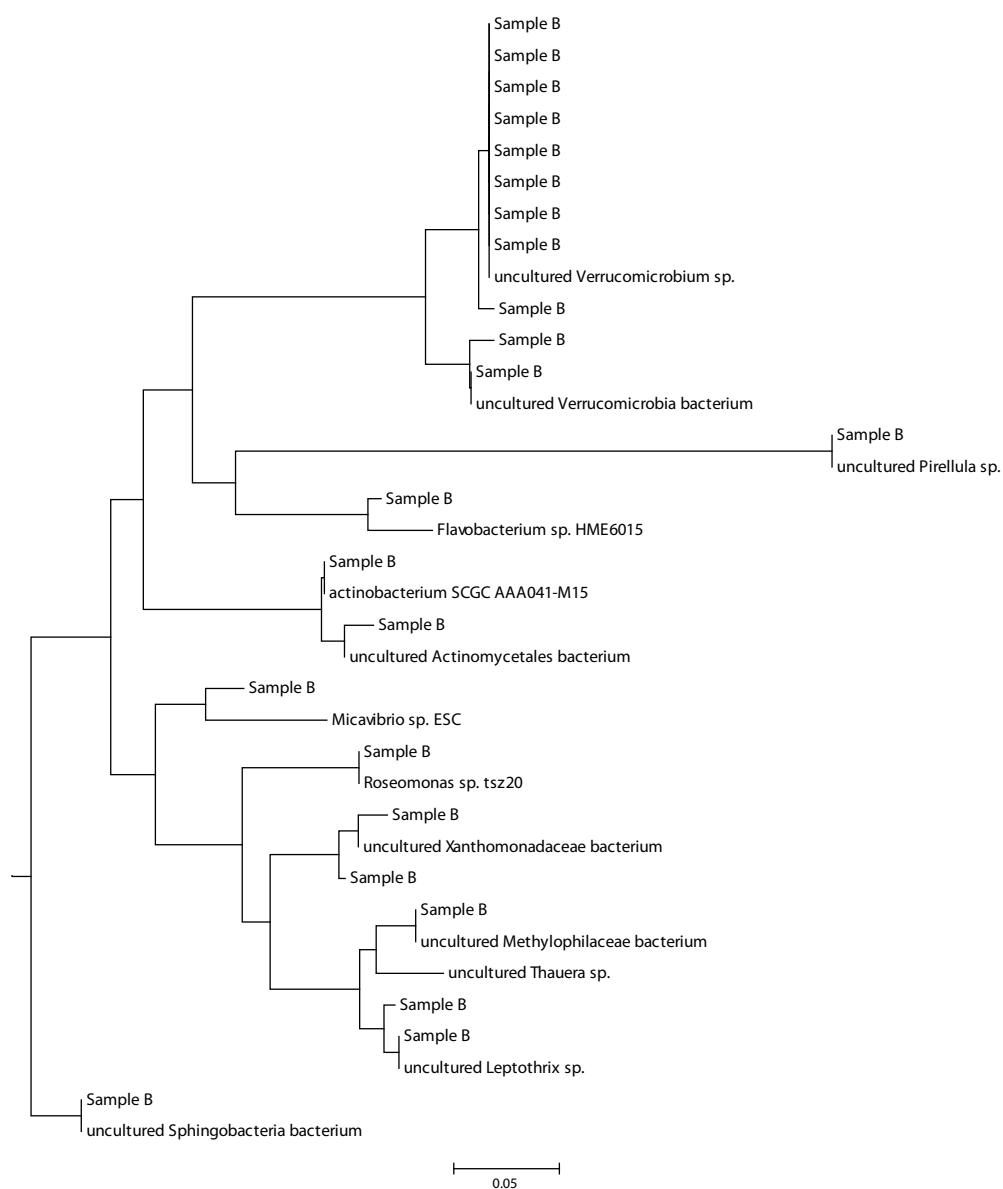 Sample B
Sample B
Sample B
Sample B
Sample B
Sample B
Sample B
Sample B
uncultured Verrucomicrobium sp.
Sample B
Sample B
Sample B
uncultured Verrucomicrobia bacterium
Sample B
uncultured Pirellula sp.
Sample B
Flavobacterium sp. HME6015
Sample B
actinobacterium SCGC AAA041-M15
Sample B
uncultured Actinomycetales bacterium
Sample B
Micavibrio sp. ESC
Sample B
Roseomonas sp. tsz20
Sample B
uncultured Xanthomonadaceae bacterium
Sample B
Sample B
uncultured Methylophilaceae bacterium
uncultured Thauera sp.
Sample B
Sample B
uncultured Leptothrix sp.
Sample B
uncultured Sphingobacteria bacterium
0.05